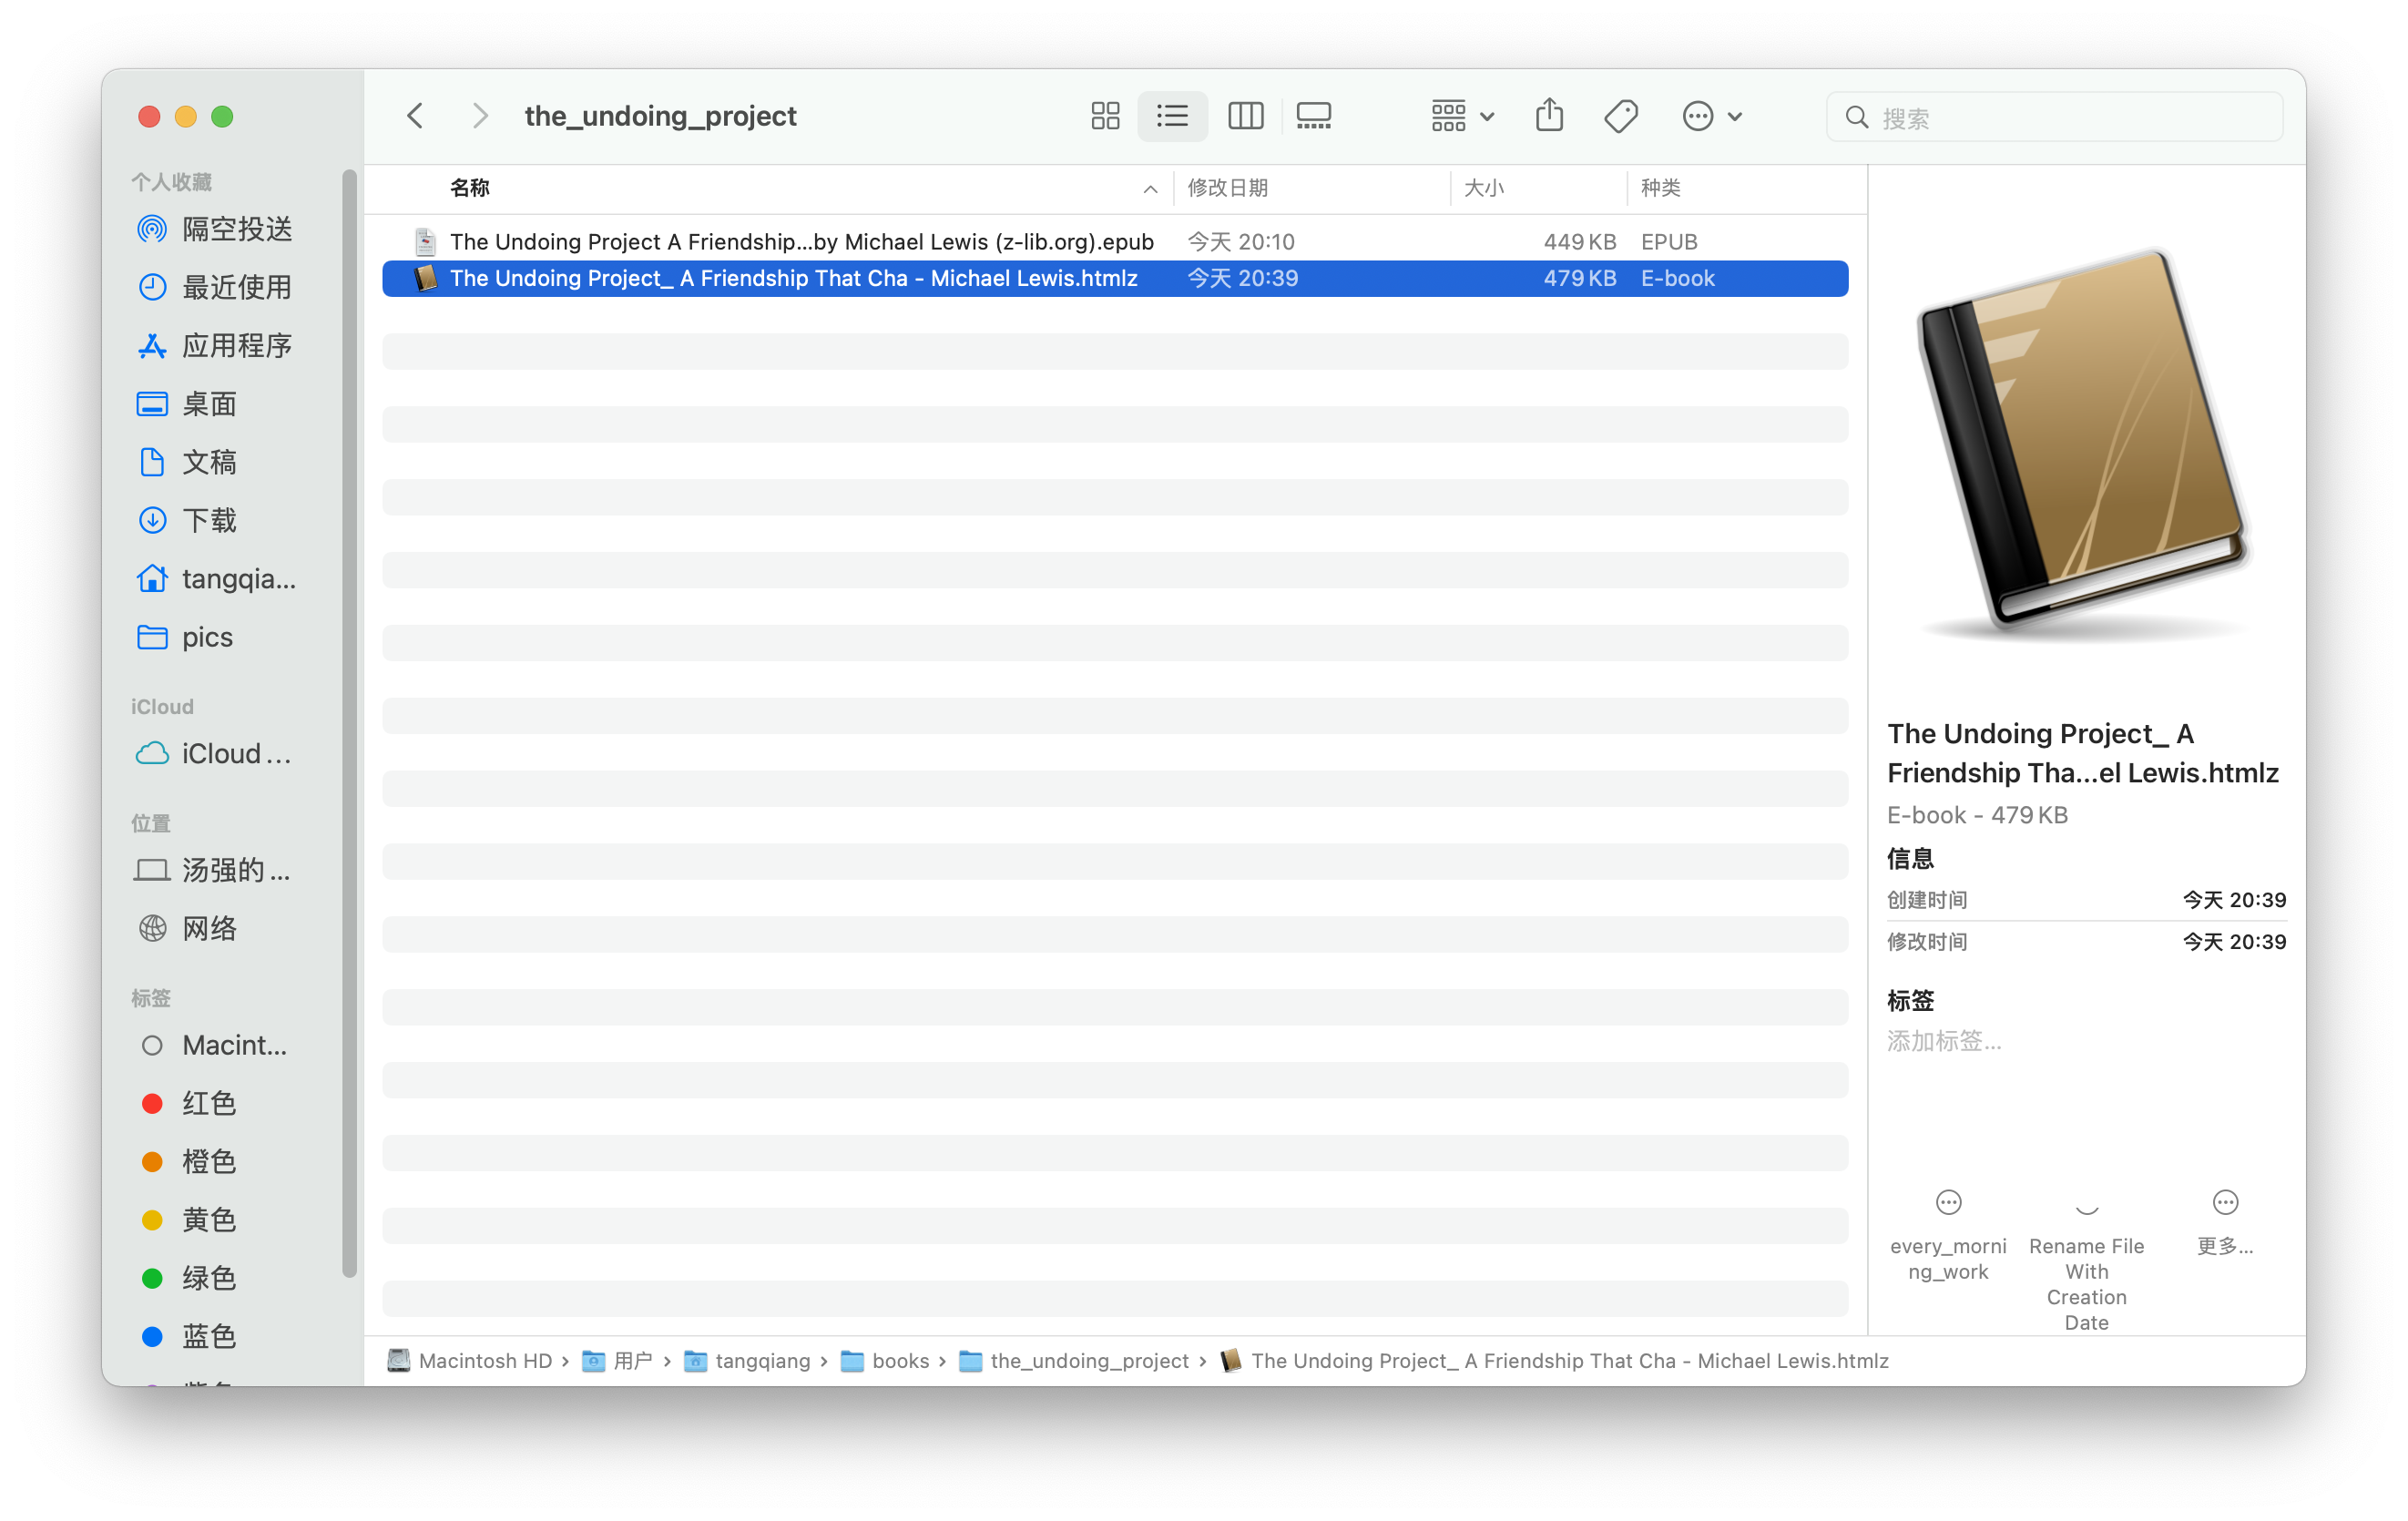 the_undoing_project
搜索
个人收藏
隔空投送
最近使用
应用程序
桌面
文稿
下载
tangqia...
pics
iCloud
iCloud ...
位置
汤强的 ...
网络
标签
Macint...
红色
橙色
黄色
绿色
蓝色
名称 修改日期 大小 种类
The Undoing Project A Friendship...by Michael Lewis (z-lib.org).epub 今天 20:10 449 KB EPUB
The Undoing Project_ A Friendship That Cha - Michael Lewis.htmlz 今天 20:39 479 KB E-book
The Undoing Project_ A
Friendship Tha...el Lewis.htmlz
E-book - 479 KB
信息
创建时间 今天 20:39
修改时间 今天 20:39
标签
添加标签...
every_morni
ng_work
Rename File
With
Creation
Date
更多...
Macintosh HD › 用户 › tangqiang › books › the_undoing_project › The Undoing Project_ A Friendship That Cha - Michael Lewis.htmlz